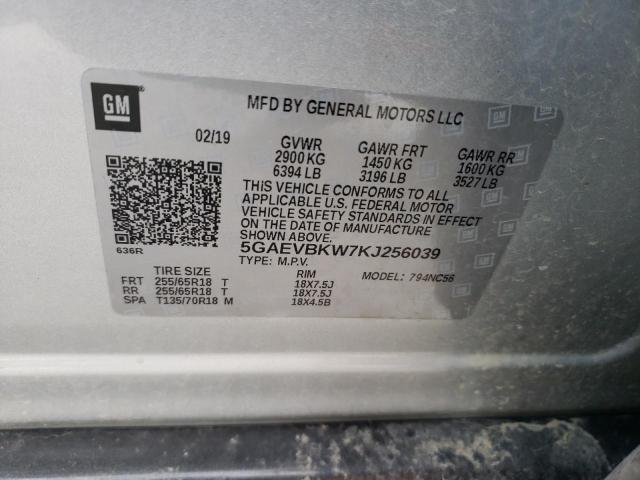 GM
MFD BY GENERAL MOTORS LLC
02/19 GVWR GAWR FRT GAWR RR
2900 KG 1450 KG 1600 KG
6394 LB 3196 LB 3527 LB
THIS VEHICLE CONFORMS TO ALL
APPLICABLE U.S. FEDERAL MOTOR
VEHICLE SAFETY STANDARDS IN EFFECT
ON THE DATE OF MANUFACTURE
SHOWN ABOVE.
636R 5GAEVBKW7KJ256039
TYPE: M.P.V. MODEL: 794NC56
TIRE SIZE RIM
FRT 255/65R18 T 18X7.5J
RR 255/65R18 T 18X7.5J
SPA T135/70R18 M 18X4.5B